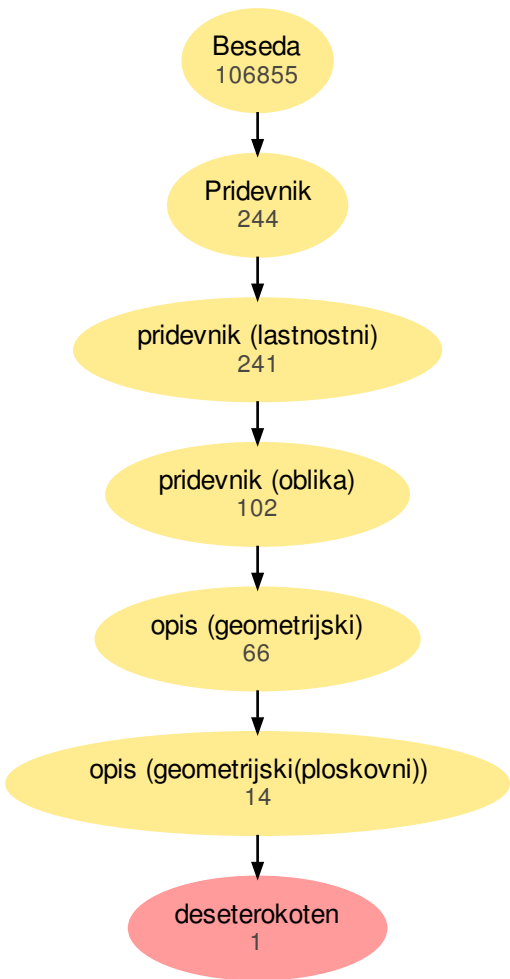 Beseda
106855
Pridevnik
244
pridevnik (lastnostni)
241
pridevnik (oblika)
102
opis (geometrijski)
66
opis (geometrijski(ploskovni))
14
deseterokoten
1